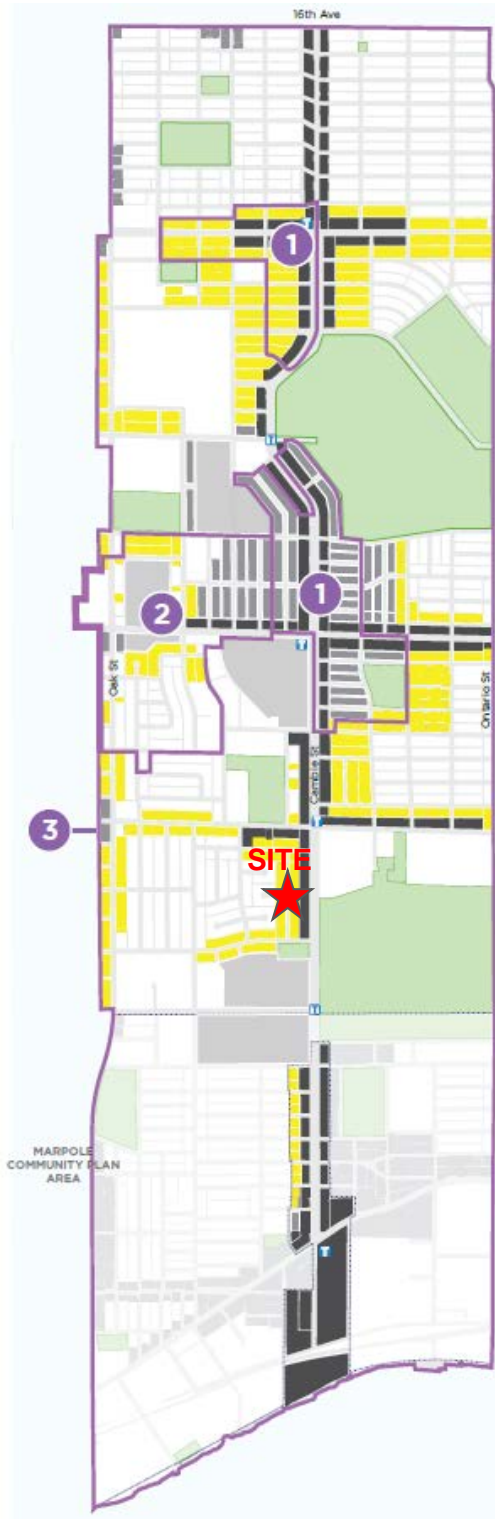 16th Ave
T
1
T
1
2
T
Oak St
Ontario St
Cambie St
T
3
SITE
T
MARPOLE
COMMUNITY PLAN
AREA
T